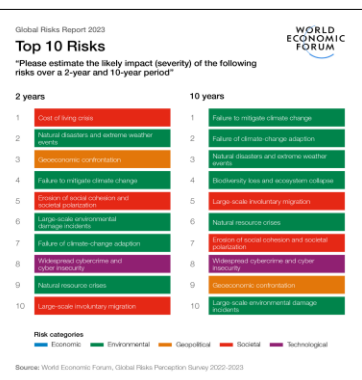 Global Risks Report 2023
WORLD
ECONOMIC
FORUM
Top 10 Risks
"Please estimate the likely impact (severity) of the following
risks over a 2-year and 10-year period"
2 years
1 Cost of living crisis
2 Natural disasters and extreme weather
events
3 Geoeconomic confrontation
4 Failure to mitigate climate change
5 Erosion of social cohesion and
societal polarization
6 Large-scale environmental
damage incidents
7 Failure of climate-change adaption
8 Widespread cybercrime and
cyber insecurity
9 Natural resource crises
10 Large-scale involuntary migration
10 years
1 Failure to mitigate climate change
2 Failure of climate-change adaption
3 Natural disasters and extreme weather
events
4 Biodiversity loss and ecosystem collapse
5 Large-scale involuntary migration
6 Natural resource crises
7 Erosion of social cohesion and societal
polarization
8 Widespread cybercrime and cyber
insecurity
9 Geoeconomic confrontation
10 Large-scale environmental damage
incidents
Risk categories
Economic Environmental Geopolitical Societal Technological
Source: World Economic Forum, Global Risks Perception Survey 2022-2023